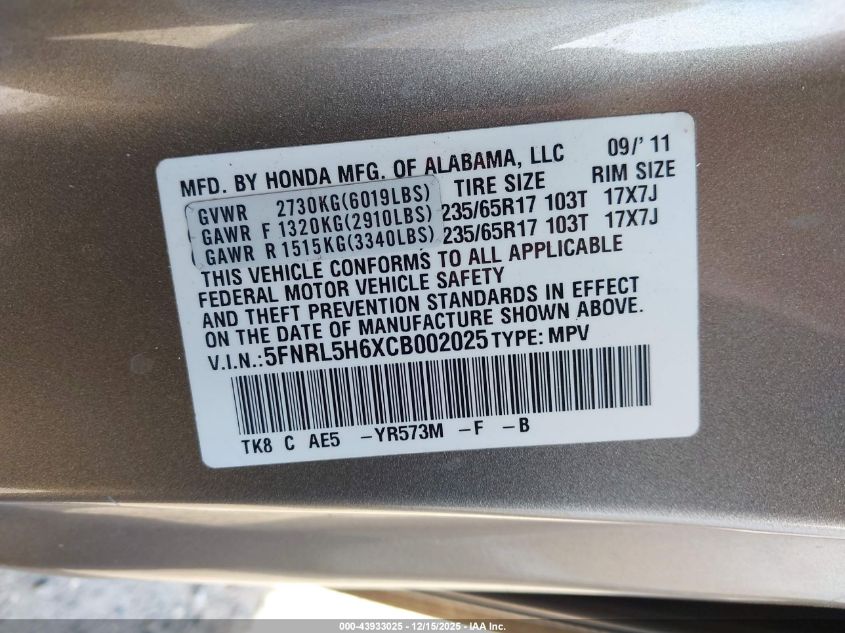 MFD. BY HONDA MFG. OF ALABAMA, LLC 09/'11
TIRE SIZE RIM SIZE
GVWR 2730KG(6019LBS)
GAWR F 1320KG(2910LBS) 235/65R17 103T 17X7J
GAWR R 1515KG(3340LBS) 235/65R17 103T 17X7J
THIS VEHICLE CONFORMS TO ALL APPLICABLE
FEDERAL MOTOR VEHICLE SAFETY
AND THEFT PREVENTION STANDARDS IN EFFECT
ON THE DATE OF MANUFACTURE SHOWN ABOVE.
V.I.N.:5FNRL5H6XCB002025 TYPE: MPV
TK8 C AE5 -YR573M -F -B
000-43933025 - 12/15/2025 - IAA Inc.